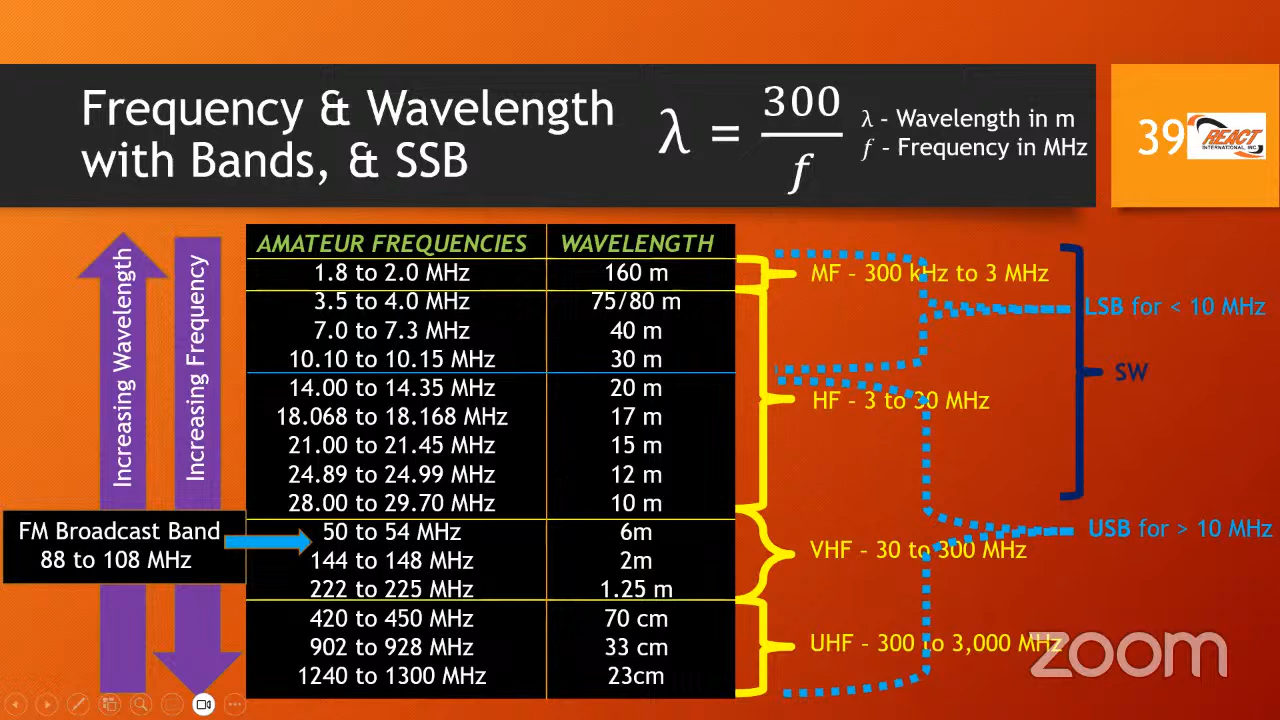 Frequency & Wavelength
with Bands, & SSB
λ = 300/f
λ - Wavelength in m
f - Frequency in MHz
39
REACT
INTERNATIONAL, INC.
Increasing Wavelength
Increasing Frequency
AMATEUR FREQUENCIES WAVELENGTH
1.8 to 2.0 MHz 160 m
3.5 to 4.0 MHz 75/80 m
7.0 to 7.3 MHz 40 m
10.10 to 10.15 MHz 30 m
14.00 to 14.35 MHz 20 m
18.068 to 18.168 MHz 17 m
21.00 to 21.45 MHz 15 m
24.89 to 24.99 MHz 12 m
28.00 to 29.70 MHz 10 m
50 to 54 MHz 6m
144 to 148 MHz 2m
222 to 225 MHz 1.25 m
420 to 450 MHz 70 cm
902 to 928 MHz 33 cm
1240 to 1300 MHz 23cm
FM Broadcast Band
88 to 108 MHz
MF – 300 kHz to 3 MHz
LSB for < 10 MHz
SW
HF – 3 to 30 MHz
USB for > 10 MHz
VHF – 30 to 300 MHz
UHF – 300 to 3,000 MHz
zoom